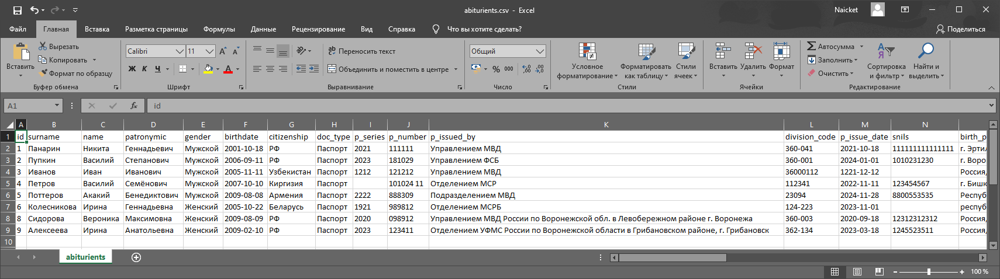 abiturients.csv - Excel
Naicket
Файл Главная Вставка Разметка страницы Формулы Данные Рецензирование Вид Справка Что вы хотите сделать? Поделиться
Вставить
Вырезать
Копировать
Формат по образцу
Буфер обмена
Calibri 11
Ж К Ч
Шрифт
Переносить текст
Объединить и поместить в центре
Выравнивание
Общий
% 000
Число
Условное форматирование
Форматировать как таблицу
Стили ячеек
Стили
Вставить Удалить Формат
Ячейки
Автосумма
Заполнить
Очистить
Сортировка и фильтр
Найти и выделить
Редактирование
A1 fx id
A B C D E F G H I J K L M N
1 id surname name patronymic gender birthdate citizenship doc_type p_series p_number p_issued_by division_code p_issue_date snils birth_p
2 1 Панарин Никита Геннадьевич Мужской 2001-10-18 РФ Паспорт 2021 111111 Управлением МВД 360-041 2021-10-18 111111111111111 г. Эртил
3 2 Пупкин Василий Степанович Мужской 2006-09-11 РФ Паспорт 2023 181029 Управлением ФСБ 360-001 2024-01-01 1010231230 г. Воро
4 3 Иванов Иван Иванович Мужской 2005-11-11 Узбекистан Паспорт 1212 121212 Управлением МВД 36000112 1221-12-12 Россия,
5 4 Петров Василий Семёнович Мужской 2007-10-10 Киргизия Паспорт 101024 11 Отделением МСР 112341 2022-11-11 123454567 г. Бишк
6 5 Поттеров Акакий Бенедиктович Мужской 2009-08-08 Армения Паспорт 2222 888309 Подразделением МВД 23094 2024-11-28 8800553535 Респуб
7 6 Колесникова Ирина Геннадьевна Женский 2005-10-22 Беларусь Паспорт 1921 989812 Отделением МСРБ 124-223 2023-11-01 респуб
8 8 Сидорова Вероника Максимовна Женский 2009-08-09 РФ Паспорт 2020 098912 Управлением МВД России по Воронежской обл. в Левобережном районе г. Воронежа 360-003 2020-09-18 12312312312 Россия,
9 9 Алексеева Ирина Анатольевна Женский 2009-02-10 РФ Паспорт 2023 123411 Отделением УФМС России по Воронежской области в Грибановском районе, г. Грибановск 362-134 2023-03-18 1245523511 Россия,
10
abiturients
100 %